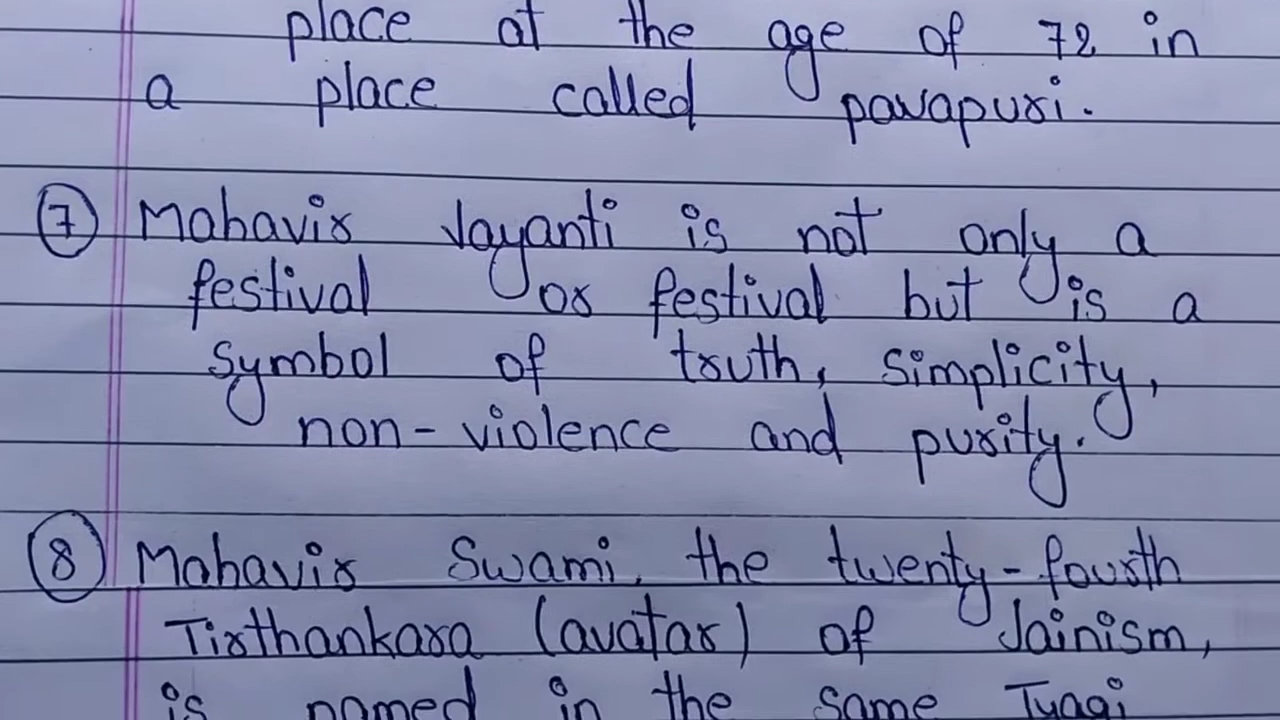 place at the age of 72 in
a place called pavapuri.
7 Mahavir Jayanti is not only a
festival or festival but is a
symbol of truth, simplicity,
non-violence and purity.
8 Mahavir Swami, the twenty-fourth
Tirthankara (avatar) of Jainism,
is named in the same Tyagi